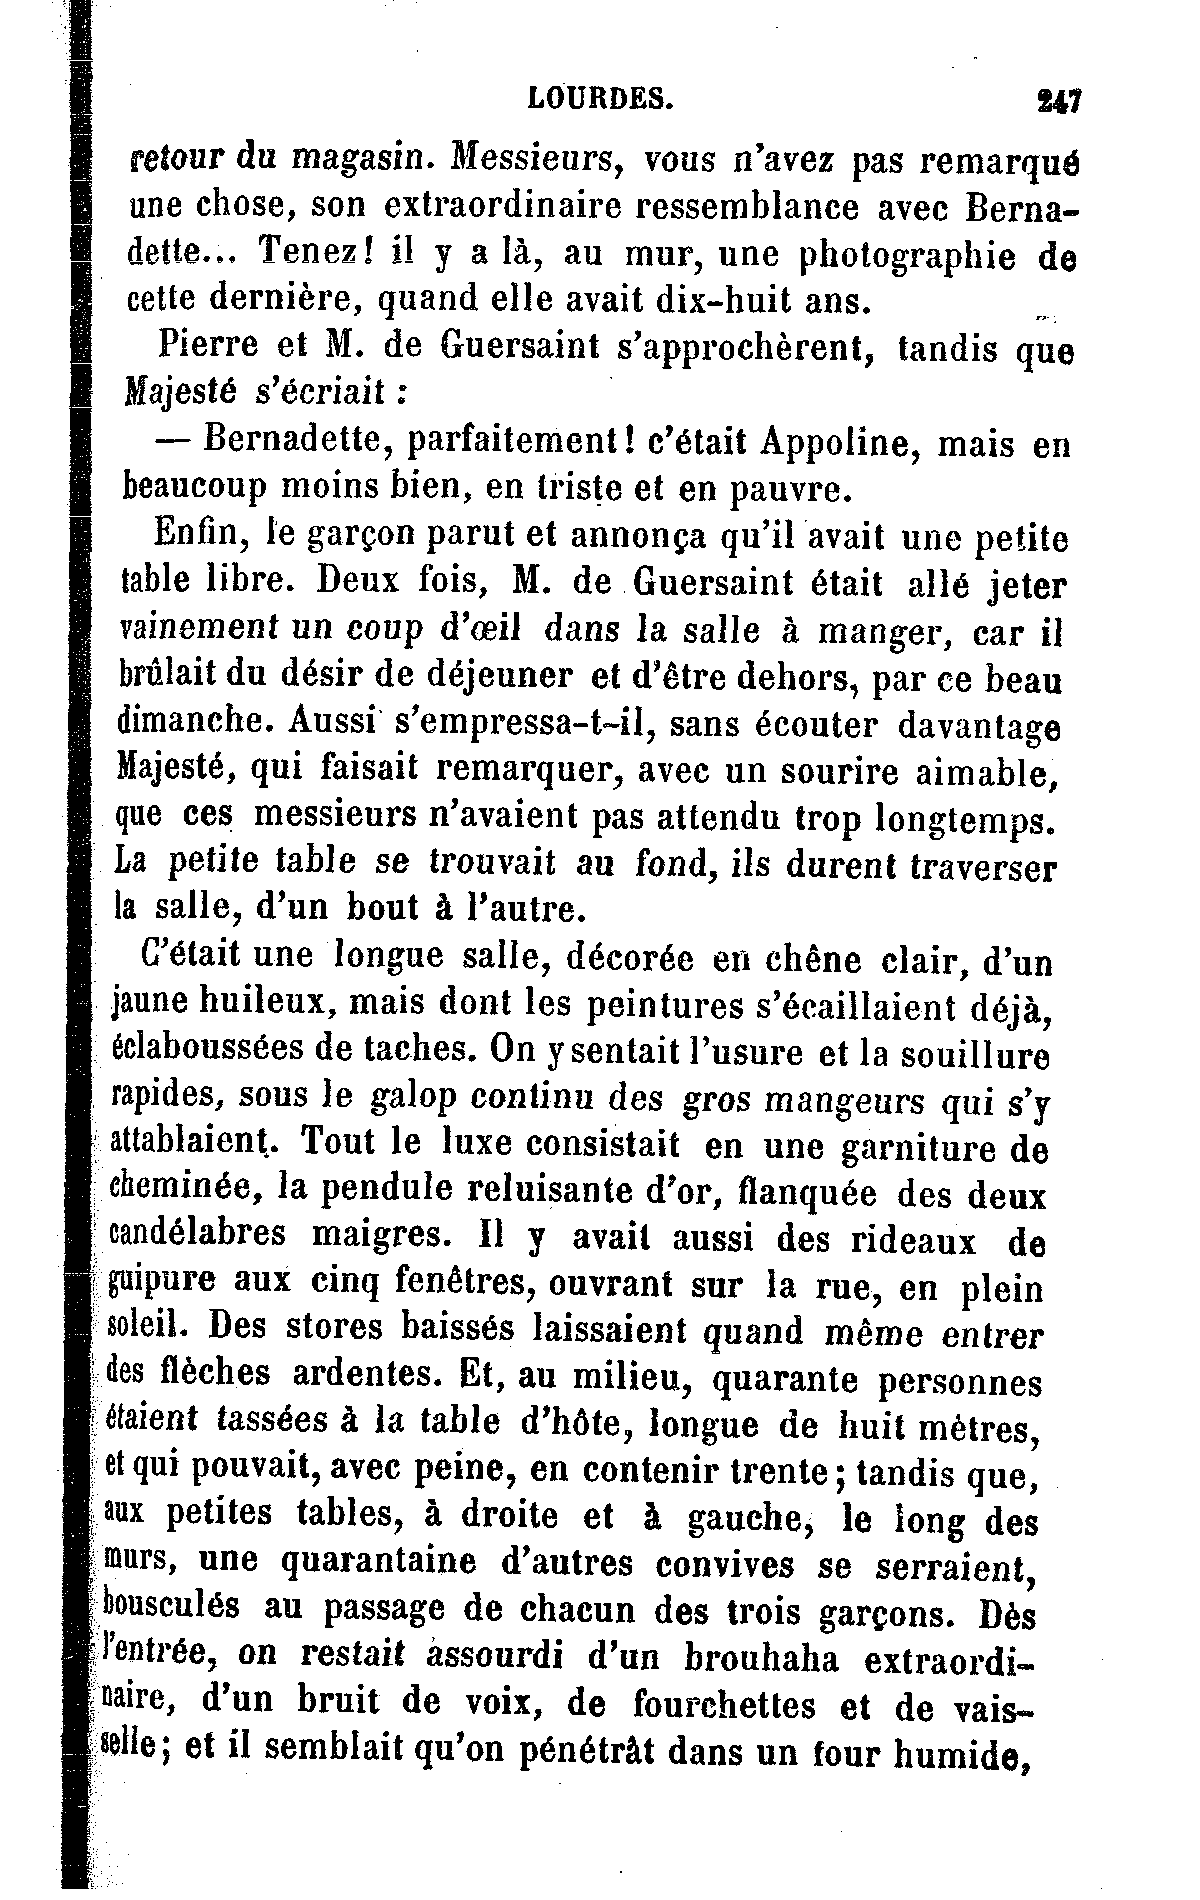 LOURDES. 247
retour du magasin. Messieurs, vous n'avez pas remarqué
une chose, son extraordinaire ressemblance avec Berna-
dette... Tenez! il y a là, au mur, une photographie de
cette dernière, quand elle avait dix-huit ans.
Pierre et M. de Guersaint s'approchèrent, tandis que
Majesté s'écriait :
— Bernadette, parfaitement! c'était Appoline, mais en
beaucoup moins bien, en triste et en pauvre.
Enfin, le garçon parut et annonça qu'il avait une petite
table libre. Deux fois, M. de Guersaint était allé jeter
vainement un coup d'œil dans la salle à manger, car il
brûlait du désir de déjeuner et d'être dehors, par ce beau
dimanche. Aussi s'empressa-t-il, sans écouter davantage
Majesté, qui faisait remarquer, avec un sourire aimable,
que ces messieurs n'avaient pas attendu trop longtemps.
La petite table se trouvait au fond, ils durent traverser
la salle, d'un bout à l'autre.
C'était une longue salle, décorée en chêne clair, d'un
jaune huileux, mais dont les peintures s'écaillaient déjà,
éclaboussées de taches. On y sentait l'usure et la souillure
rapides, sous le galop continu des gros mangeurs qui s'y
attablaient. Tout le luxe consistait en une garniture de
cheminée, la pendule reluisante d'or, flanquée des deux
candélabres maigres. Il y avait aussi des rideaux de
guipure aux cinq fenêtres, ouvrant sur la rue, en plein
soleil. Des stores baissés laissaient quand même entrer
des flèches ardentes. Et, au milieu, quarante personnes
étaient tassées à la table d'hôte, longue de huit mètres,
et qui pouvait, avec peine, en contenir trente; tandis que,
aux petites tables, à droite et à gauche, le long des
murs, une quarantaine d'autres convives se serraient,
bousculés au passage de chacun des trois garçons. Dès
l'entrée, on restait assourdi d'un brouhaha extraordi-
naire, d'un bruit de voix, de fourchettes et de vais-
selle; et il semblait qu'on pénétrât dans un four humide,